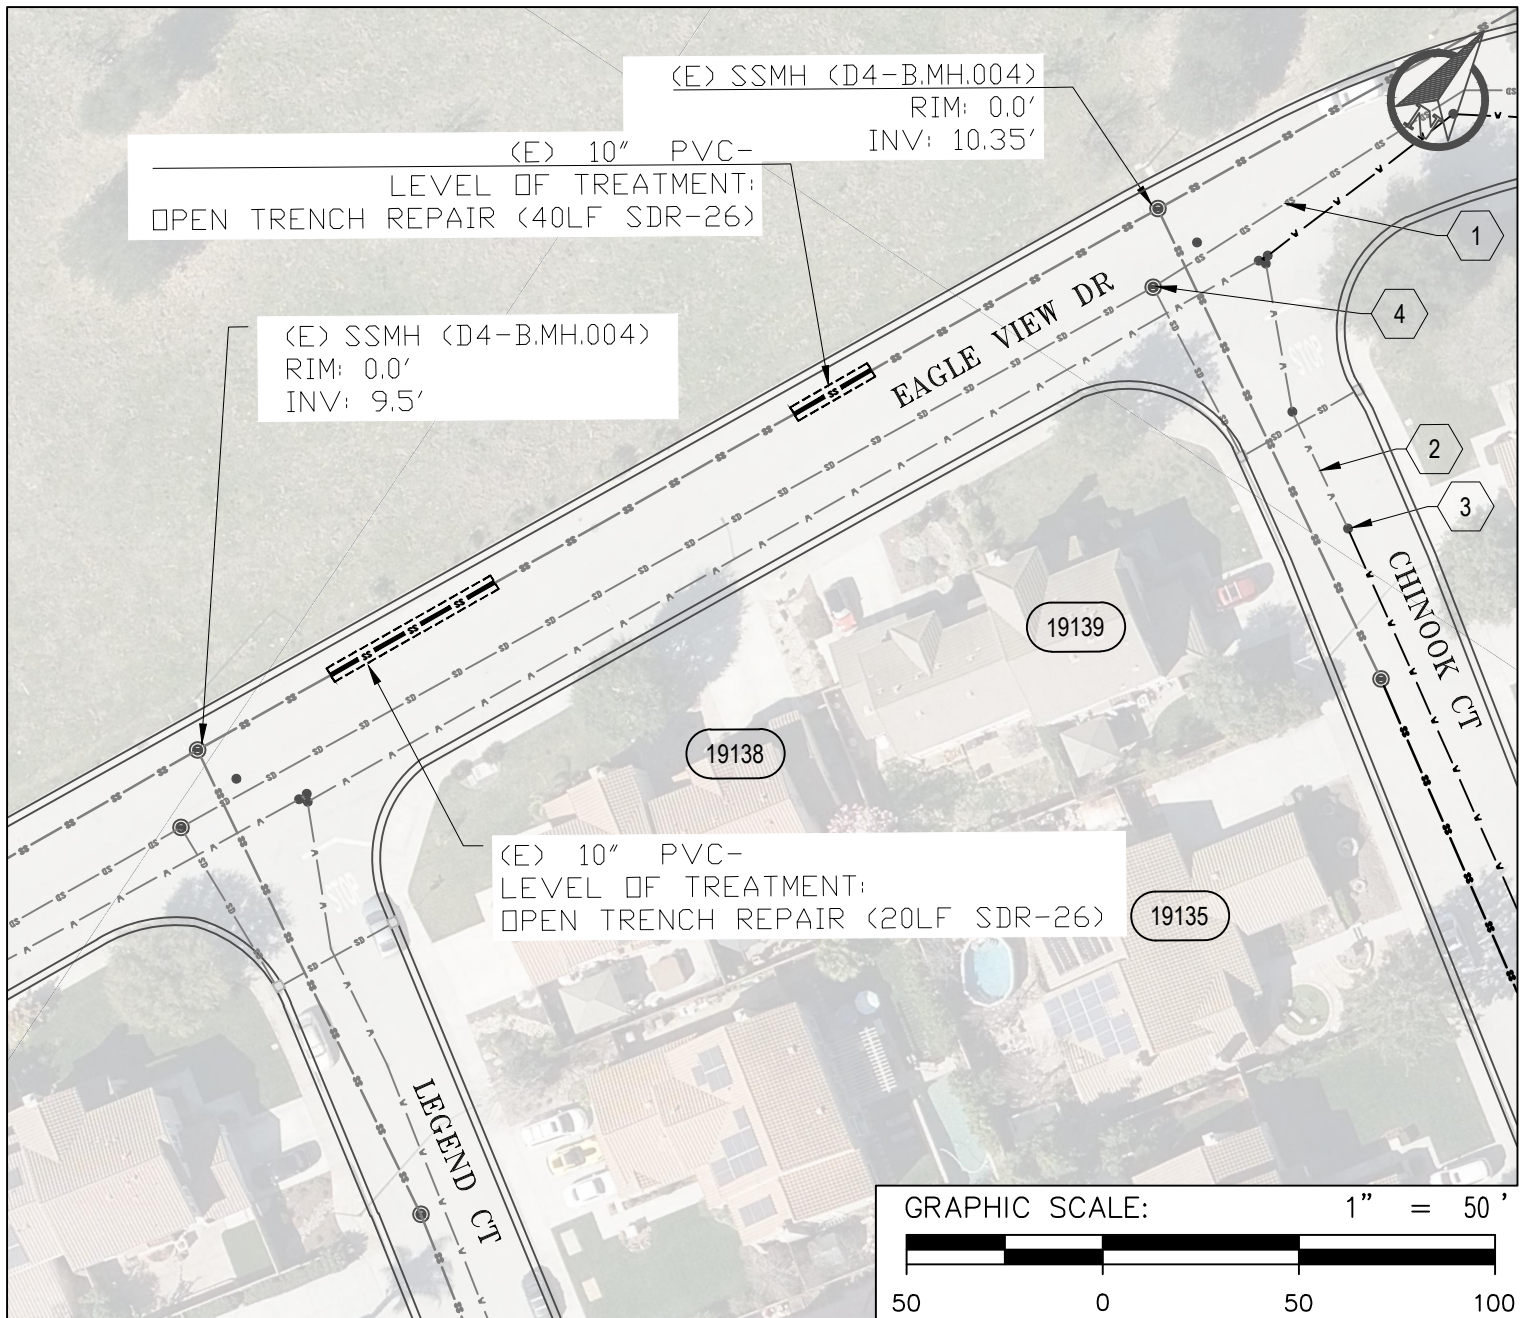 (E) SSMH (D4-B.MH.004)
RIM: 0.0'
INV: 10.35'
(E) 10" PVC-
LEVEL OF TREATMENT:
OPEN TRENCH REPAIR (40LF SDR-26)
(E) SSMH (D4-B.MH.004)
RIM: 0.0'
INV: 9.5'
EAGLE VIEW DR
1
4
2
3
CHINOOK CT
19139
19138
(E) 10" PVC-
LEVEL OF TREATMENT:
OPEN TRENCH REPAIR (20LF SDR-26)
19135
LEGEND CT
GRAPHIC SCALE: 1" = 50 '
50 0 50 100